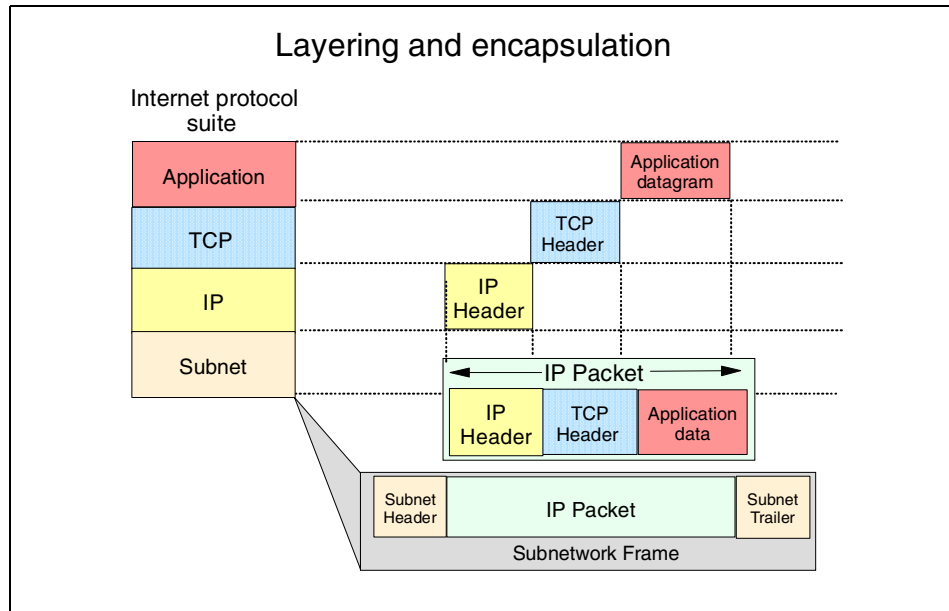 Layering and encapsulation
Internet protocol
suite
Application
TCP
IP
Subnet
Application
datagram
TCP
Header
IP
Header
IP Packet
IP
Header
TCP
Header
Application
data
Subnet
Header
IP Packet
Subnet
Trailer
Subnetwork Frame